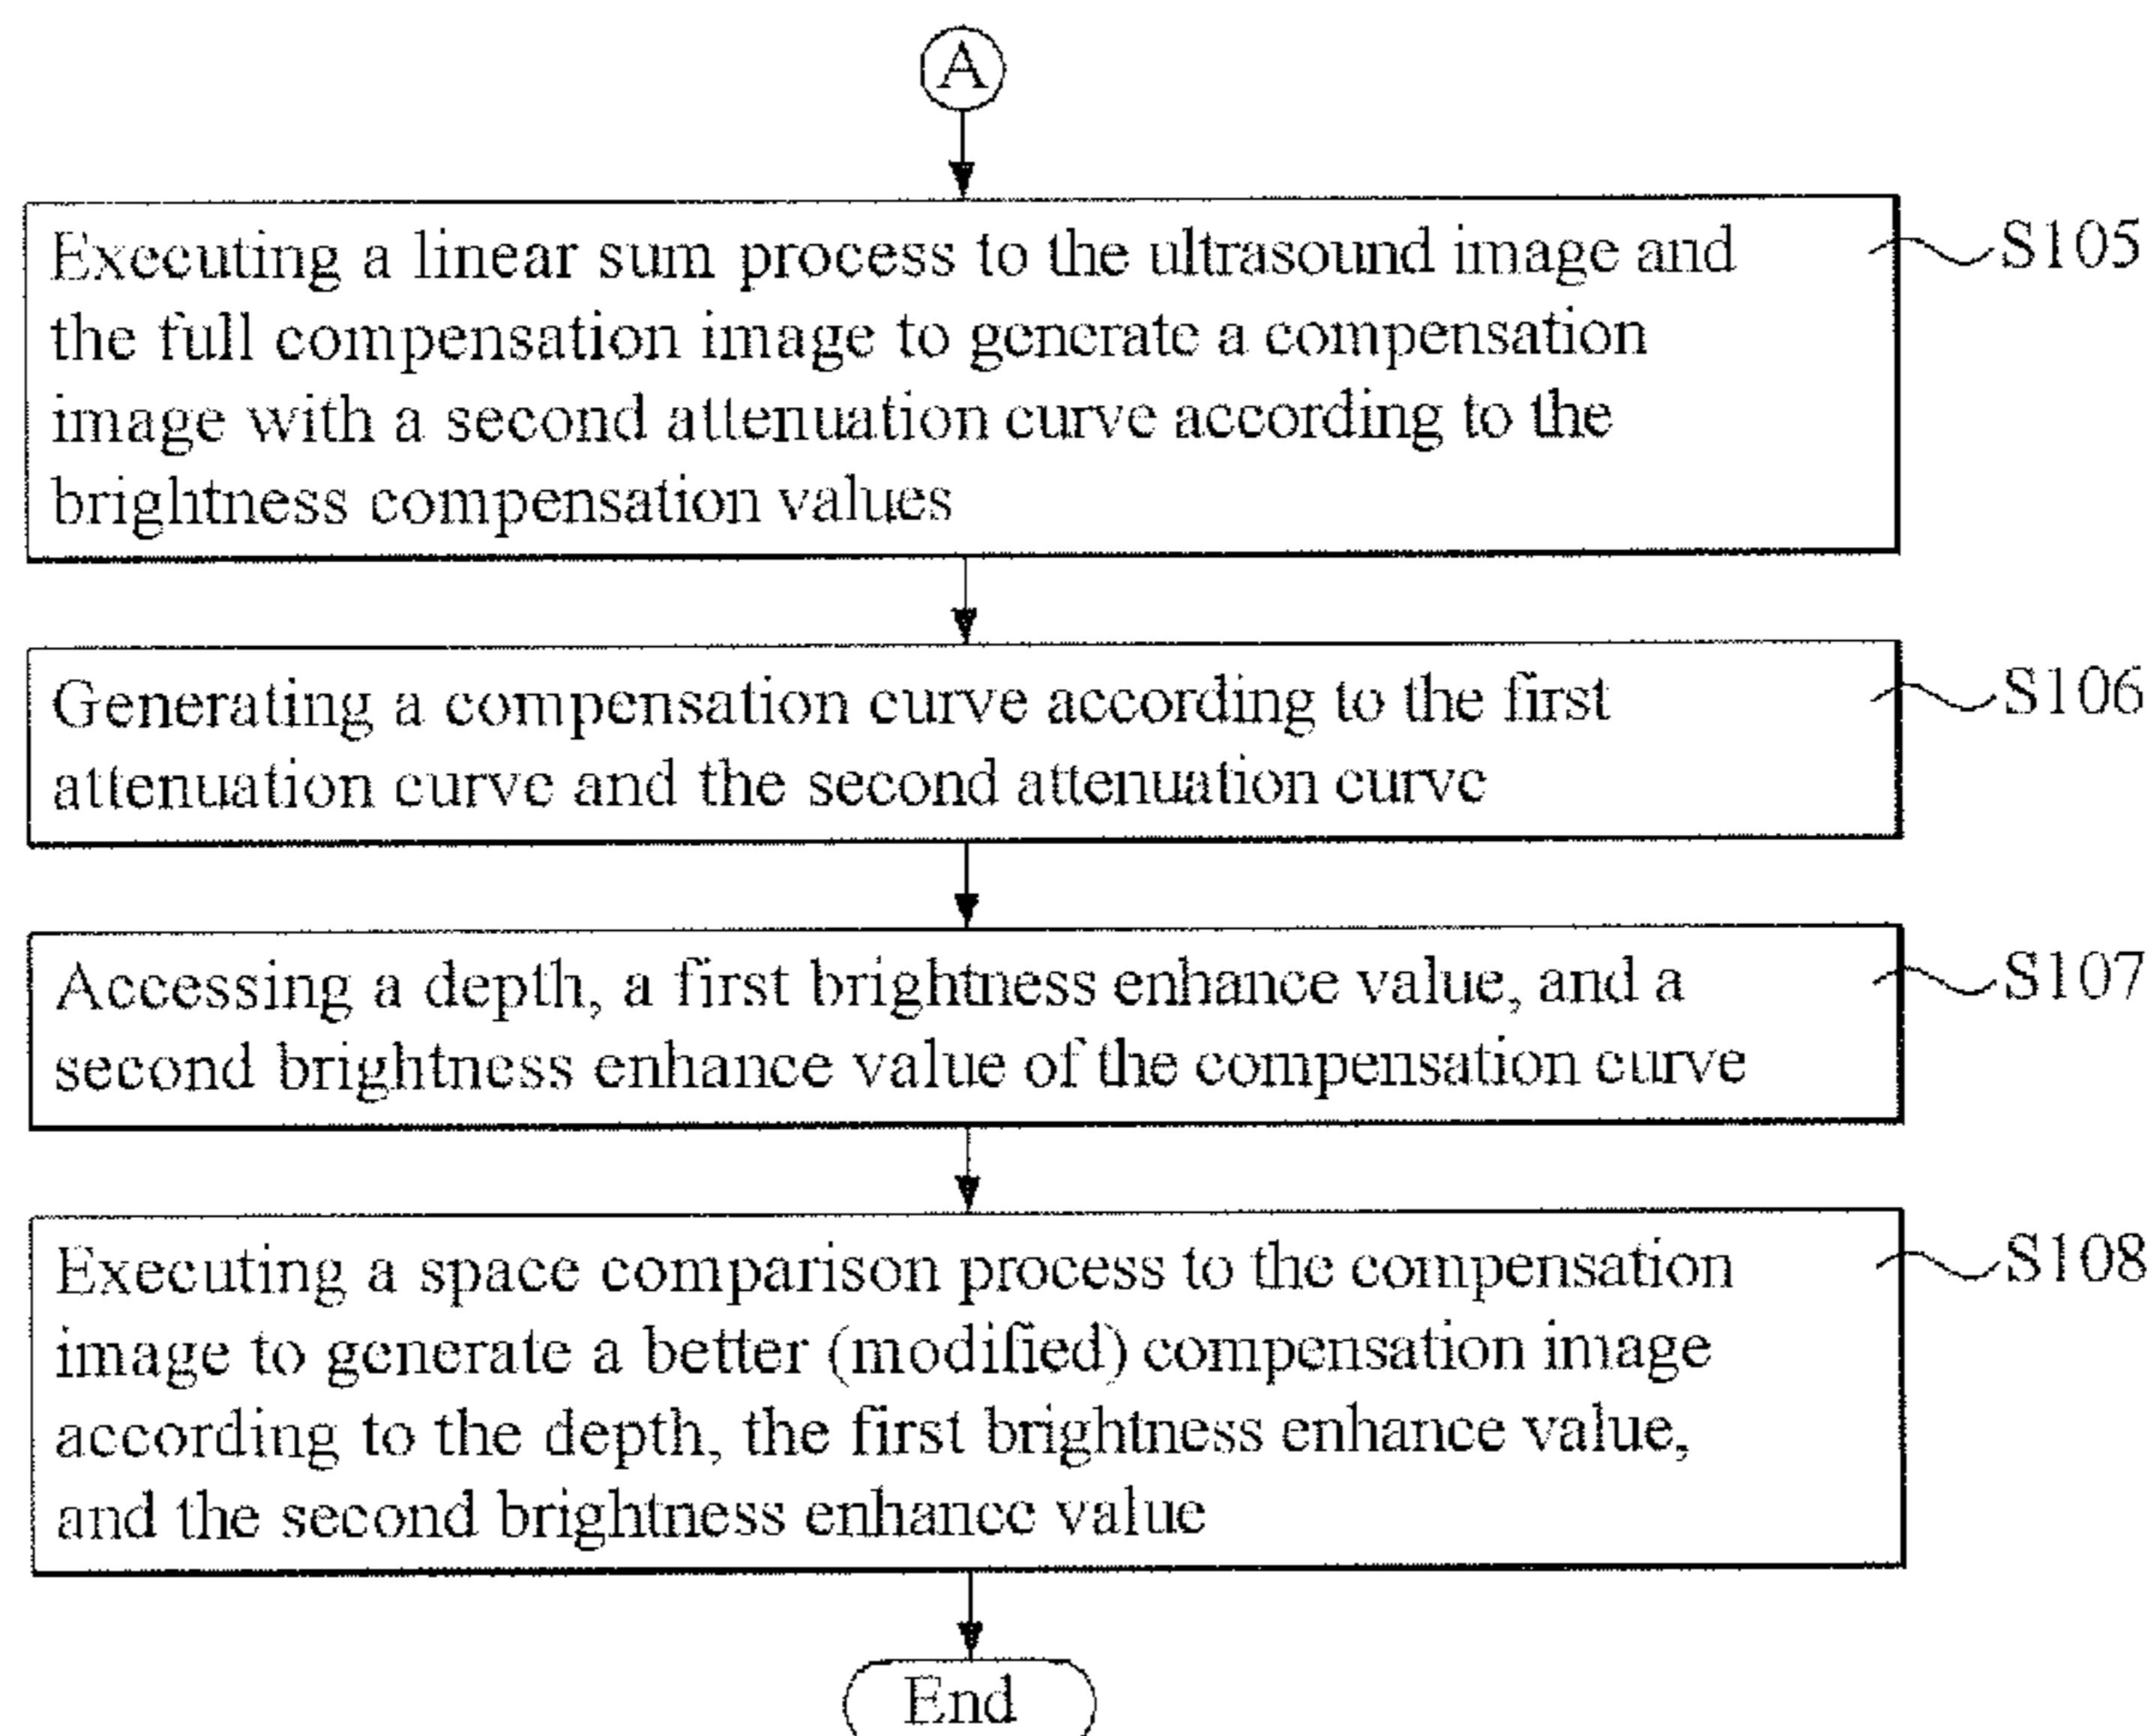 A
Executing a linear sum process to the ultrasound image and
the full compensation image to generate a compensation
image with a second attenuation curve according to the
brightness compensation values
S105
Generating a compensation curve according to the first
attenuation curve and the second attenuation curve
S106
Accessing a depth, a first brightness enhance value, and a
second brightness enhance value of the compensation curve
S107
Executing a space comparison process to the compensation
image to generate a better (modified) compensation image
according to the depth, the first brightness enhance value,
and the second brightness enhance value
S108
End